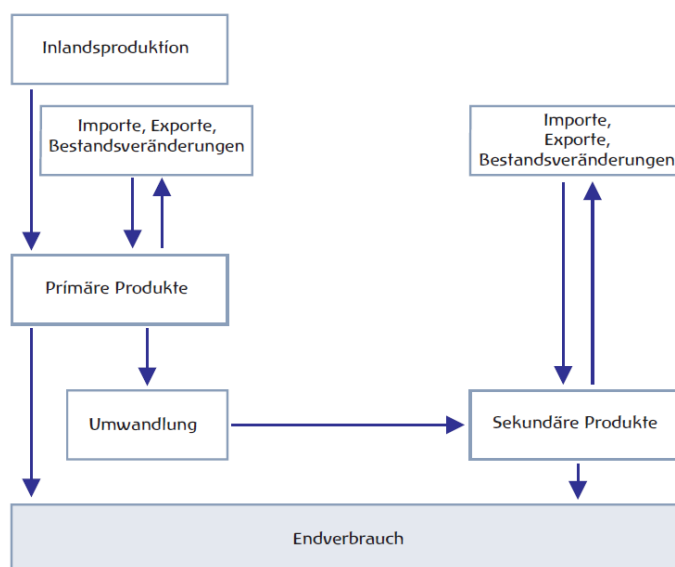 Inlandsproduktion
Importe, Exporte,
Bestandsveränderungen
Importe,
Exporte,
Bestandsveränderungen
Primäre Produkte
Umwandlung
Sekundäre Produkte
Endverbrauch